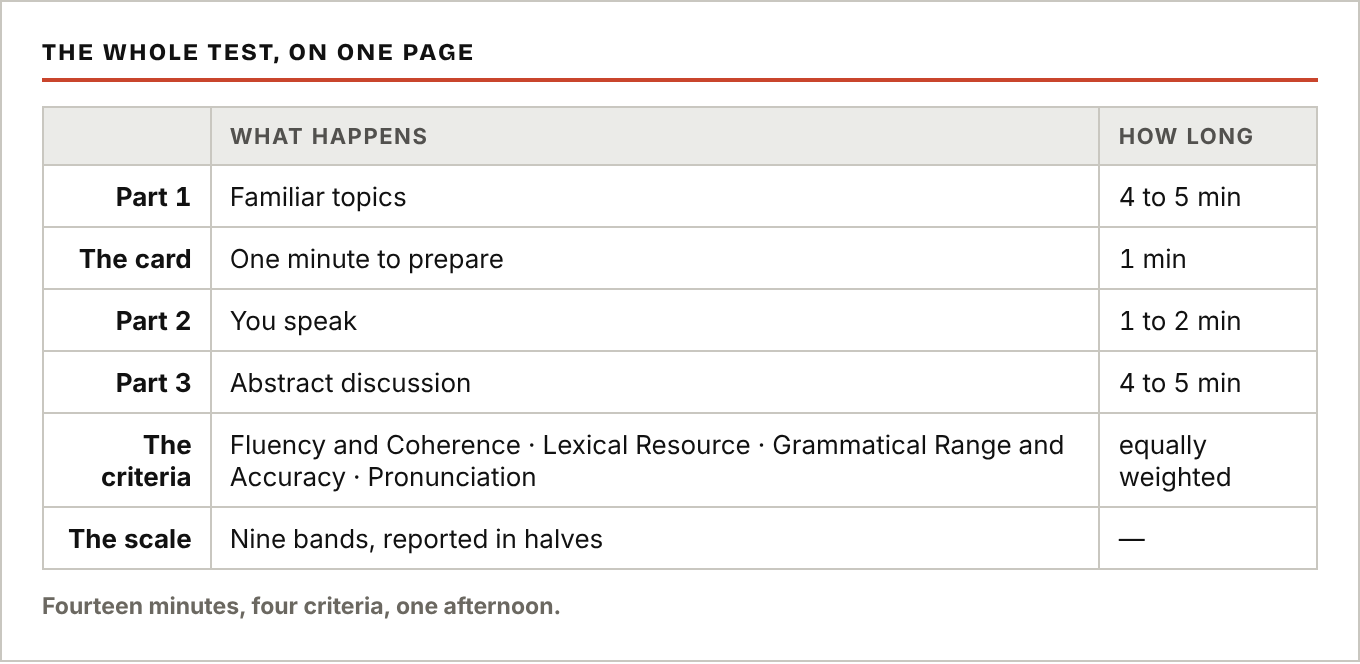 THE WHOLE TEST, ON ONE PAGE
WHAT HAPPENS HOW LONG
Part 1 Familiar topics 4 to 5 min
The card One minute to prepare 1 min
Part 2 You speak 1 to 2 min
Part 3 Abstract discussion 4 to 5 min
The Fluency and Coherence · Lexical Resource · Grammatical Range and equally
criteria Accuracy · Pronunciation weighted
The scale Nine bands, reported in halves —
Fourteen minutes, four criteria, one afternoon.